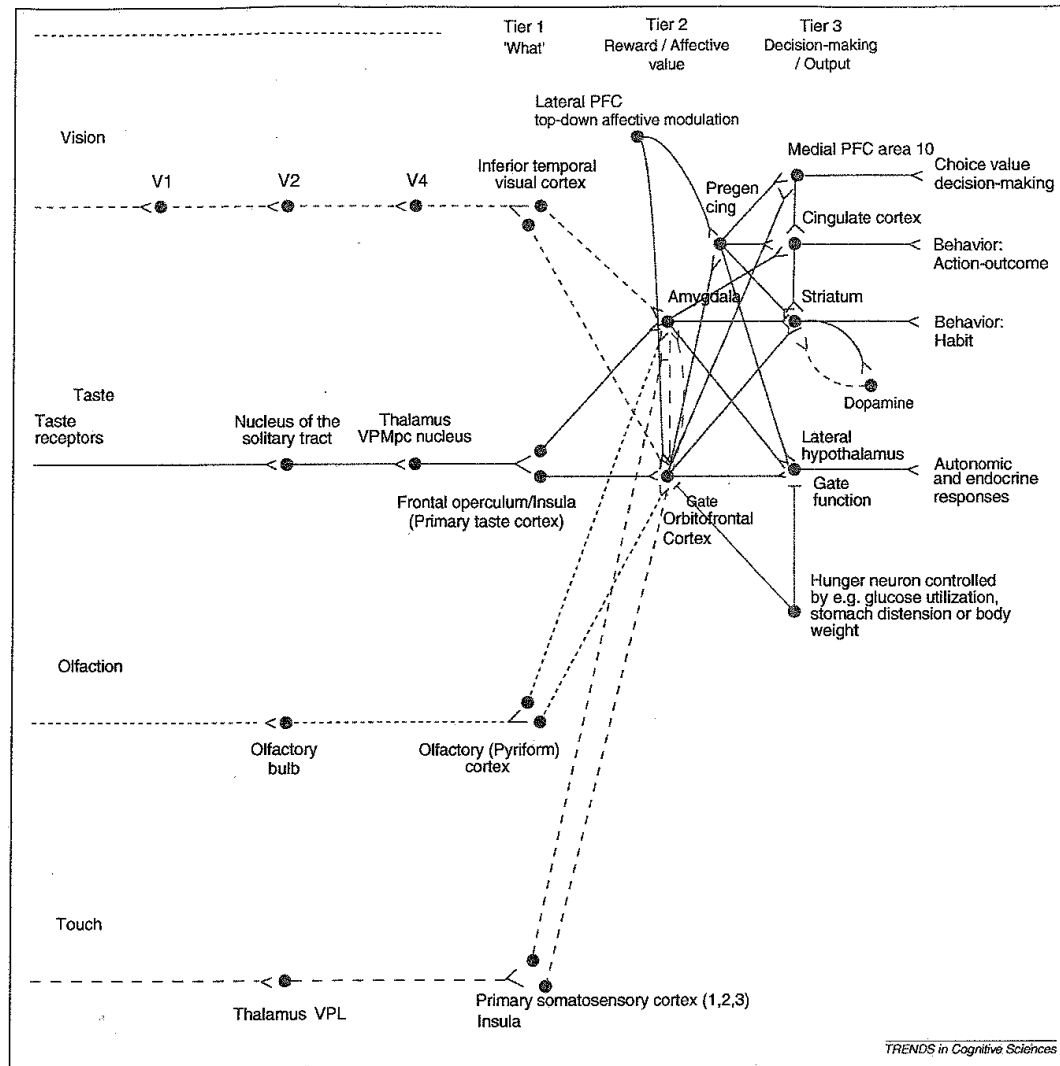 Tier 1
'What'
Tier 2
Reward / Affective
value
Tier 3
Decision-making
/ Output
Lateral PFC
top-down affective modulation
Vision
V1
V2
V4
Inferior temporal
visual cortex
Pregen
cing
Medial PFC area 10
Choice value
decision-making
Cingulate cortex
Behavior:
Action-outcome
Amygdala
Striatum
Behavior:
Habit
Dopamine
Taste
Taste
receptors
Nucleus of the
solitary tract
Thalamus
VPMpc nucleus
Frontal operculum/Insula
(Primary taste cortex)
Gate
Orbitofrontal
Cortex
Lateral
hypothalamus
Gate
function
Autonomic
and endocrine
responses
Hunger neuron controlled
by e.g. glucose utilization,
stomach distension or body
weight
Olfaction
Olfactory
bulb
Olfactory (Pyriform)
cortex
Touch
Thalamus VPL
Primary somatosensory cortex (1,2,3)
Insula
TRENDS in Cognitive Sciences